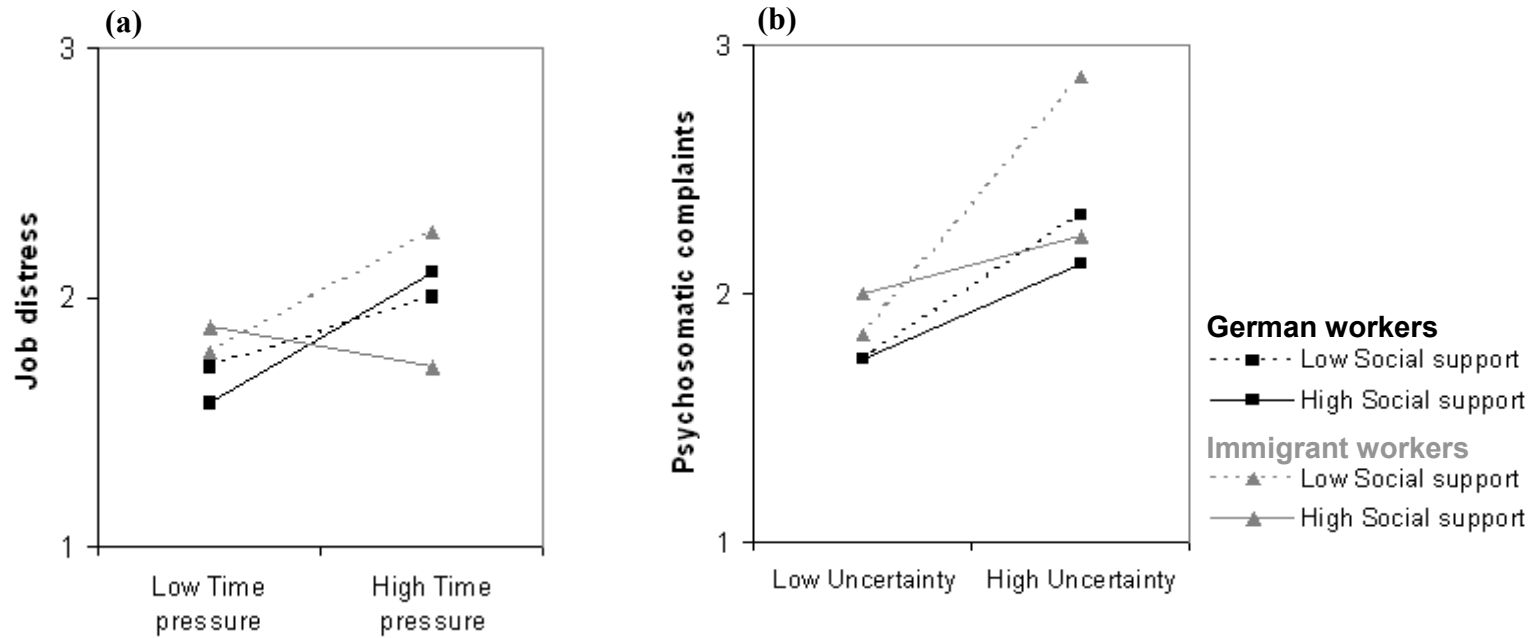 (a)
3
2
1
Job distress
Low Time
pressure
High Time
pressure
(b)
3
2
1
Psychosomatic complaints
Low Uncertainty
High Uncertainty
German workers
Low Social support
High Social support
Immigrant workers
Low Social support
High Social support